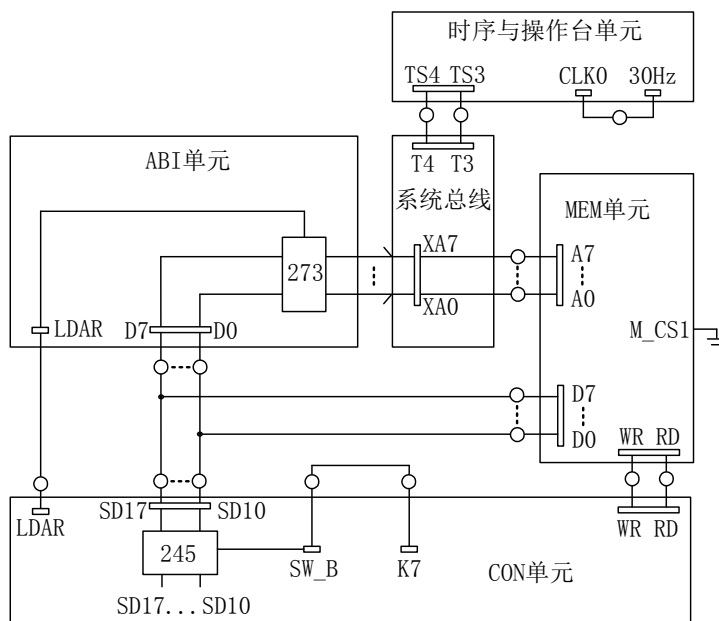 时序与操作台单元
TS4 TS3
CLK0 30Hz
ABI单元
T4 T3
系统总线
MEM单元
XA7
A7
273
XA0
A0
LDAR
D7
D0
M_CS1
D7
D0
WR RD
SD17
SD10
LDAR
WR RD
245
SW_B
K7
CON单元
SD17...SD10